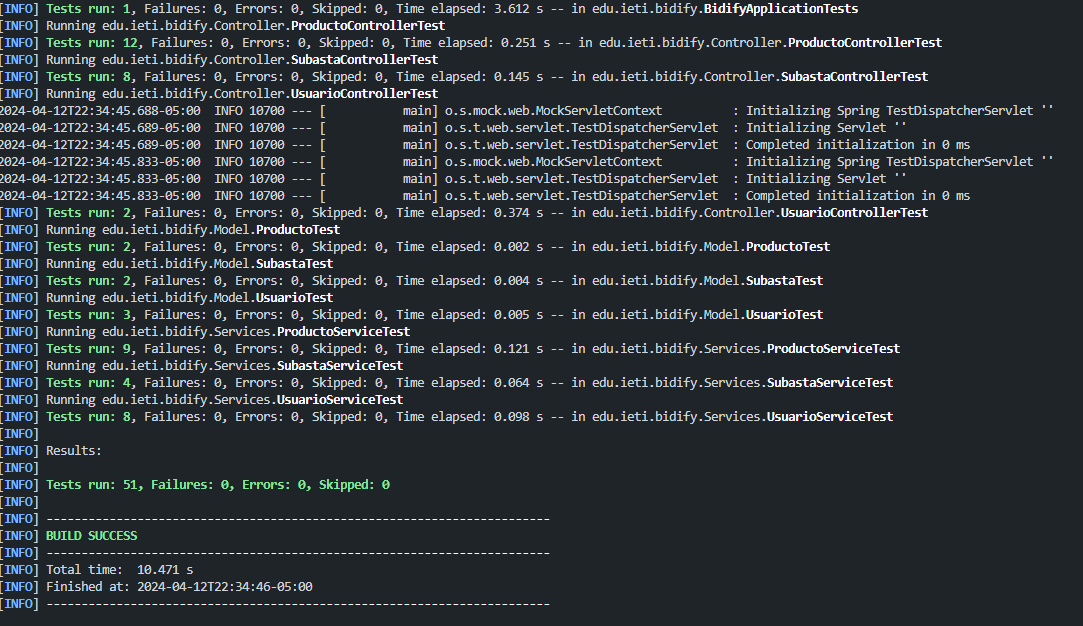 [INFO] Tests run: 1, Failures: 0, Errors: 0, Skipped: 0, Time elapsed: 3.612 s -- in edu.ieti.bidify.BidifyApplicationTests
[INFO] Running edu.ieti.bidify.Controller.ProductoControllerTest
[INFO] Tests run: 12, Failures: 0, Errors: 0, Skipped: 0, Time elapsed: 0.251 s -- in edu.ieti.bidify.Controller.ProductoControllerTest
[INFO] Running edu.ieti.bidify.Controller.SubastaControllerTest
[INFO] Tests run: 8, Failures: 0, Errors: 0, Skipped: 0, Time elapsed: 0.145 s -- in edu.ieti.bidify.Controller.SubastaControllerTest
[INFO] Running edu.ieti.bidify.Controller.UsuarioControllerTest
2024-04-12T22:34:45.688-05:00  INFO 10700 --- [           main] o.s.mock.web.MockServletContext          : Initializing Spring TestDispatcherServlet ''
2024-04-12T22:34:45.689-05:00  INFO 10700 --- [           main] o.s.t.web.servlet.TestDispatcherServlet  : Initializing Servlet ''
2024-04-12T22:34:45.689-05:00  INFO 10700 --- [           main] o.s.t.web.servlet.TestDispatcherServlet  : Completed initialization in 0 ms
2024-04-12T22:34:45.833-05:00  INFO 10700 --- [           main] o.s.mock.web.MockServletContext          : Initializing Spring TestDispatcherServlet ''
2024-04-12T22:34:45.833-05:00  INFO 10700 --- [           main] o.s.t.web.servlet.TestDispatcherServlet  : Initializing Servlet ''
2024-04-12T22:34:45.833-05:00  INFO 10700 --- [           main] o.s.t.web.servlet.TestDispatcherServlet  : Completed initialization in 0 ms
[INFO] Tests run: 2, Failures: 0, Errors: 0, Skipped: 0, Time elapsed: 0.374 s -- in edu.ieti.bidify.Controller.UsuarioControllerTest
[INFO] Running edu.ieti.bidify.Model.ProductoTest
[INFO] Tests run: 2, Failures: 0, Errors: 0, Skipped: 0, Time elapsed: 0.002 s -- in edu.ieti.bidify.Model.ProductoTest
[INFO] Running edu.ieti.bidify.Model.SubastaTest
[INFO] Tests run: 2, Failures: 0, Errors: 0, Skipped: 0, Time elapsed: 0.004 s -- in edu.ieti.bidify.Model.SubastaTest
[INFO] Running edu.ieti.bidify.Model.UsuarioTest
[INFO] Tests run: 3, Failures: 0, Errors: 0, Skipped: 0, Time elapsed: 0.005 s -- in edu.ieti.bidify.Model.UsuarioTest
[INFO] Running edu.ieti.bidify.Services.ProductoServiceTest
[INFO] Tests run: 9, Failures: 0, Errors: 0, Skipped: 0, Time elapsed: 0.121 s -- in edu.ieti.bidify.Services.ProductoServiceTest
[INFO] Running edu.ieti.bidify.Services.SubastaServiceTest
[INFO] Tests run: 4, Failures: 0, Errors: 0, Skipped: 0, Time elapsed: 0.064 s -- in edu.ieti.bidify.Services.SubastaServiceTest
[INFO] Running edu.ieti.bidify.Services.UsuarioServiceTest
[INFO] Tests run: 8, Failures: 0, Errors: 0, Skipped: 0, Time elapsed: 0.098 s -- in edu.ieti.bidify.Services.UsuarioServiceTest
[INFO]
[INFO] Results:
[INFO]
[INFO] Tests run: 51, Failures: 0, Errors: 0, Skipped: 0
[INFO]
[INFO] ------------------------------------------------------------------------
[INFO] BUILD SUCCESS
[INFO] ------------------------------------------------------------------------
[INFO] Total time:  10.471 s
[INFO] Finished at: 2024-04-12T22:34:46-05:00
[INFO] ------------------------------------------------------------------------